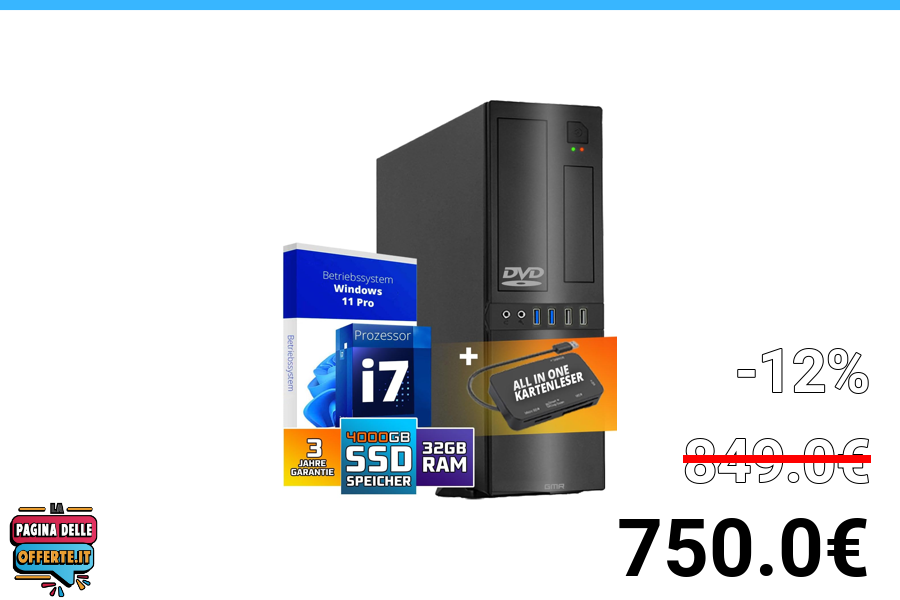 Betriebssystem
Windows
11 Pro
Betriebssystem
Prozessor
i7
DVD
+
ALL IN ONE
KARTENLESER
3
JAHRE
GARANTIE
4000GB
SSD
SPEICHER
32GB
RAM
-12%
849.0€
750.0€
LA
PAGINA DELLE
OFFERTE.IT